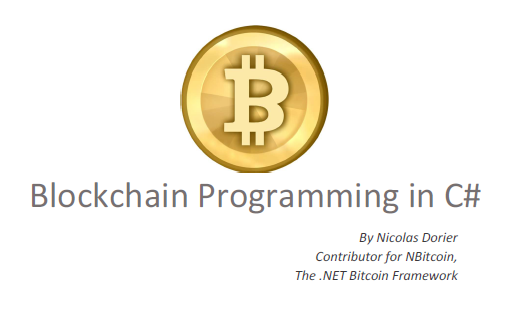 Blockchain Programming in C#
By Nicolas Dorier
Contributor for NBitcoin,
The .NET Bitcoin Framework